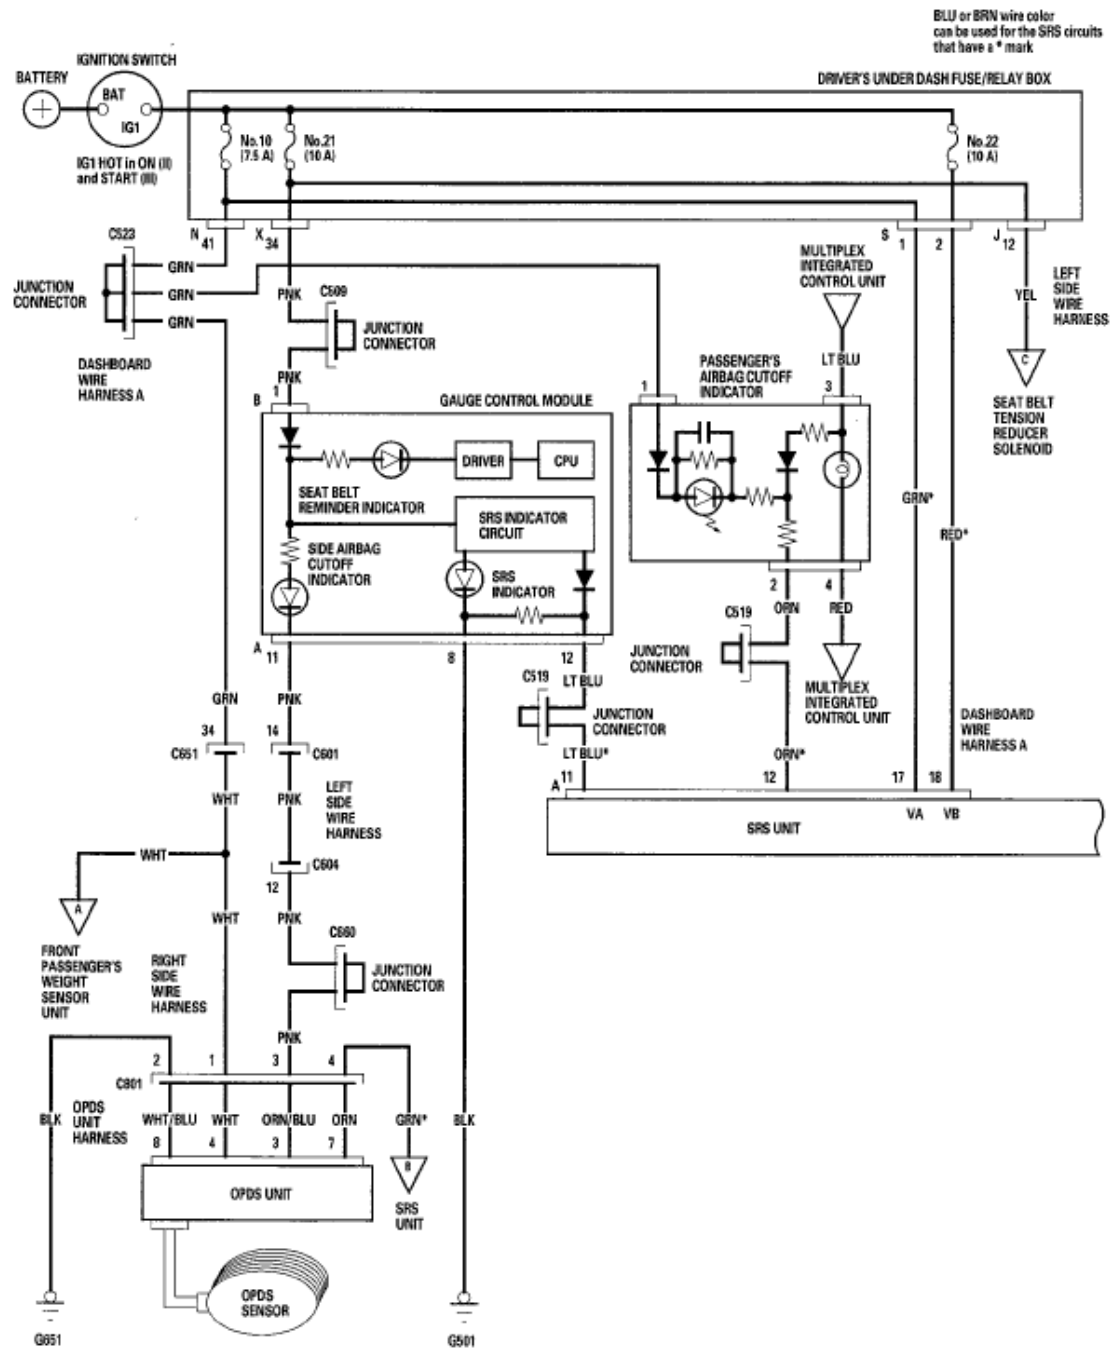 BLU or BRN wire color
can be used for the SRS circuits
that have a * mark
IGNITION SWITCH
BATTERY
BAT
IG1
IG1 HOT in ON (II)
and START (III)
DRIVER'S UNDER DASH FUSE/RELAY BOX
No.10
(7.5 A)
No.21
(10 A)
No.22
(10 A)
N
41
X
34
S
1
2
J
12
C523
GRN
GRN
GRN
JUNCTION
CONNECTOR
DASHBOARD
WIRE
HARNESS A
PNK
C509
JUNCTION
CONNECTOR
PNK
MULTIPLEX
INTEGRATED
CONTROL UNIT
LT BLU
YEL
LEFT
SIDE
WIRE
HARNESS
C
SEAT BELT
TENSION
REDUCER
SOLENOID
B
1
GAUGE CONTROL MODULE
DRIVER
CPU
SEAT BELT
REMINDER INDICATOR
SRS INDICATOR
CIRCUIT
SIDE AIRBAG
CUTOFF
INDICATOR
SRS
INDICATOR
A
11
8
12
PASSENGER'S
AIRBAG CUTOFF
INDICATOR
1
3
2
4
ORN
RED
GRN*
RED*
C519
JUNCTION
CONNECTOR
MULTIPLEX
INTEGRATED
CONTROL UNIT
ORN*
LT BLU
C519
JUNCTION
CONNECTOR
LT BLU*
DASHBOARD
WIRE
HARNESS A
A
11
12
17
18
VA
VB
SRS UNIT
GRN
PNK
34
C651
14
C601
WHT
PNK
LEFT
SIDE
WIRE
HARNESS
WHT
C604
12
A
WHT
PNK
FRONT
PASSENGER'S
WEIGHT
SENSOR
UNIT
RIGHT
SIDE
WIRE
HARNESS
C660
JUNCTION
CONNECTOR
PNK
2
1
3
4
C801
OPDS
UNIT
HARNESS
BLK
WHT/BLU
WHT
ORN/BLU
ORN
GRN*
BLK
8
4
3
7
B
SRS
UNIT
OPDS UNIT
OPDS
SENSOR
G651
G501